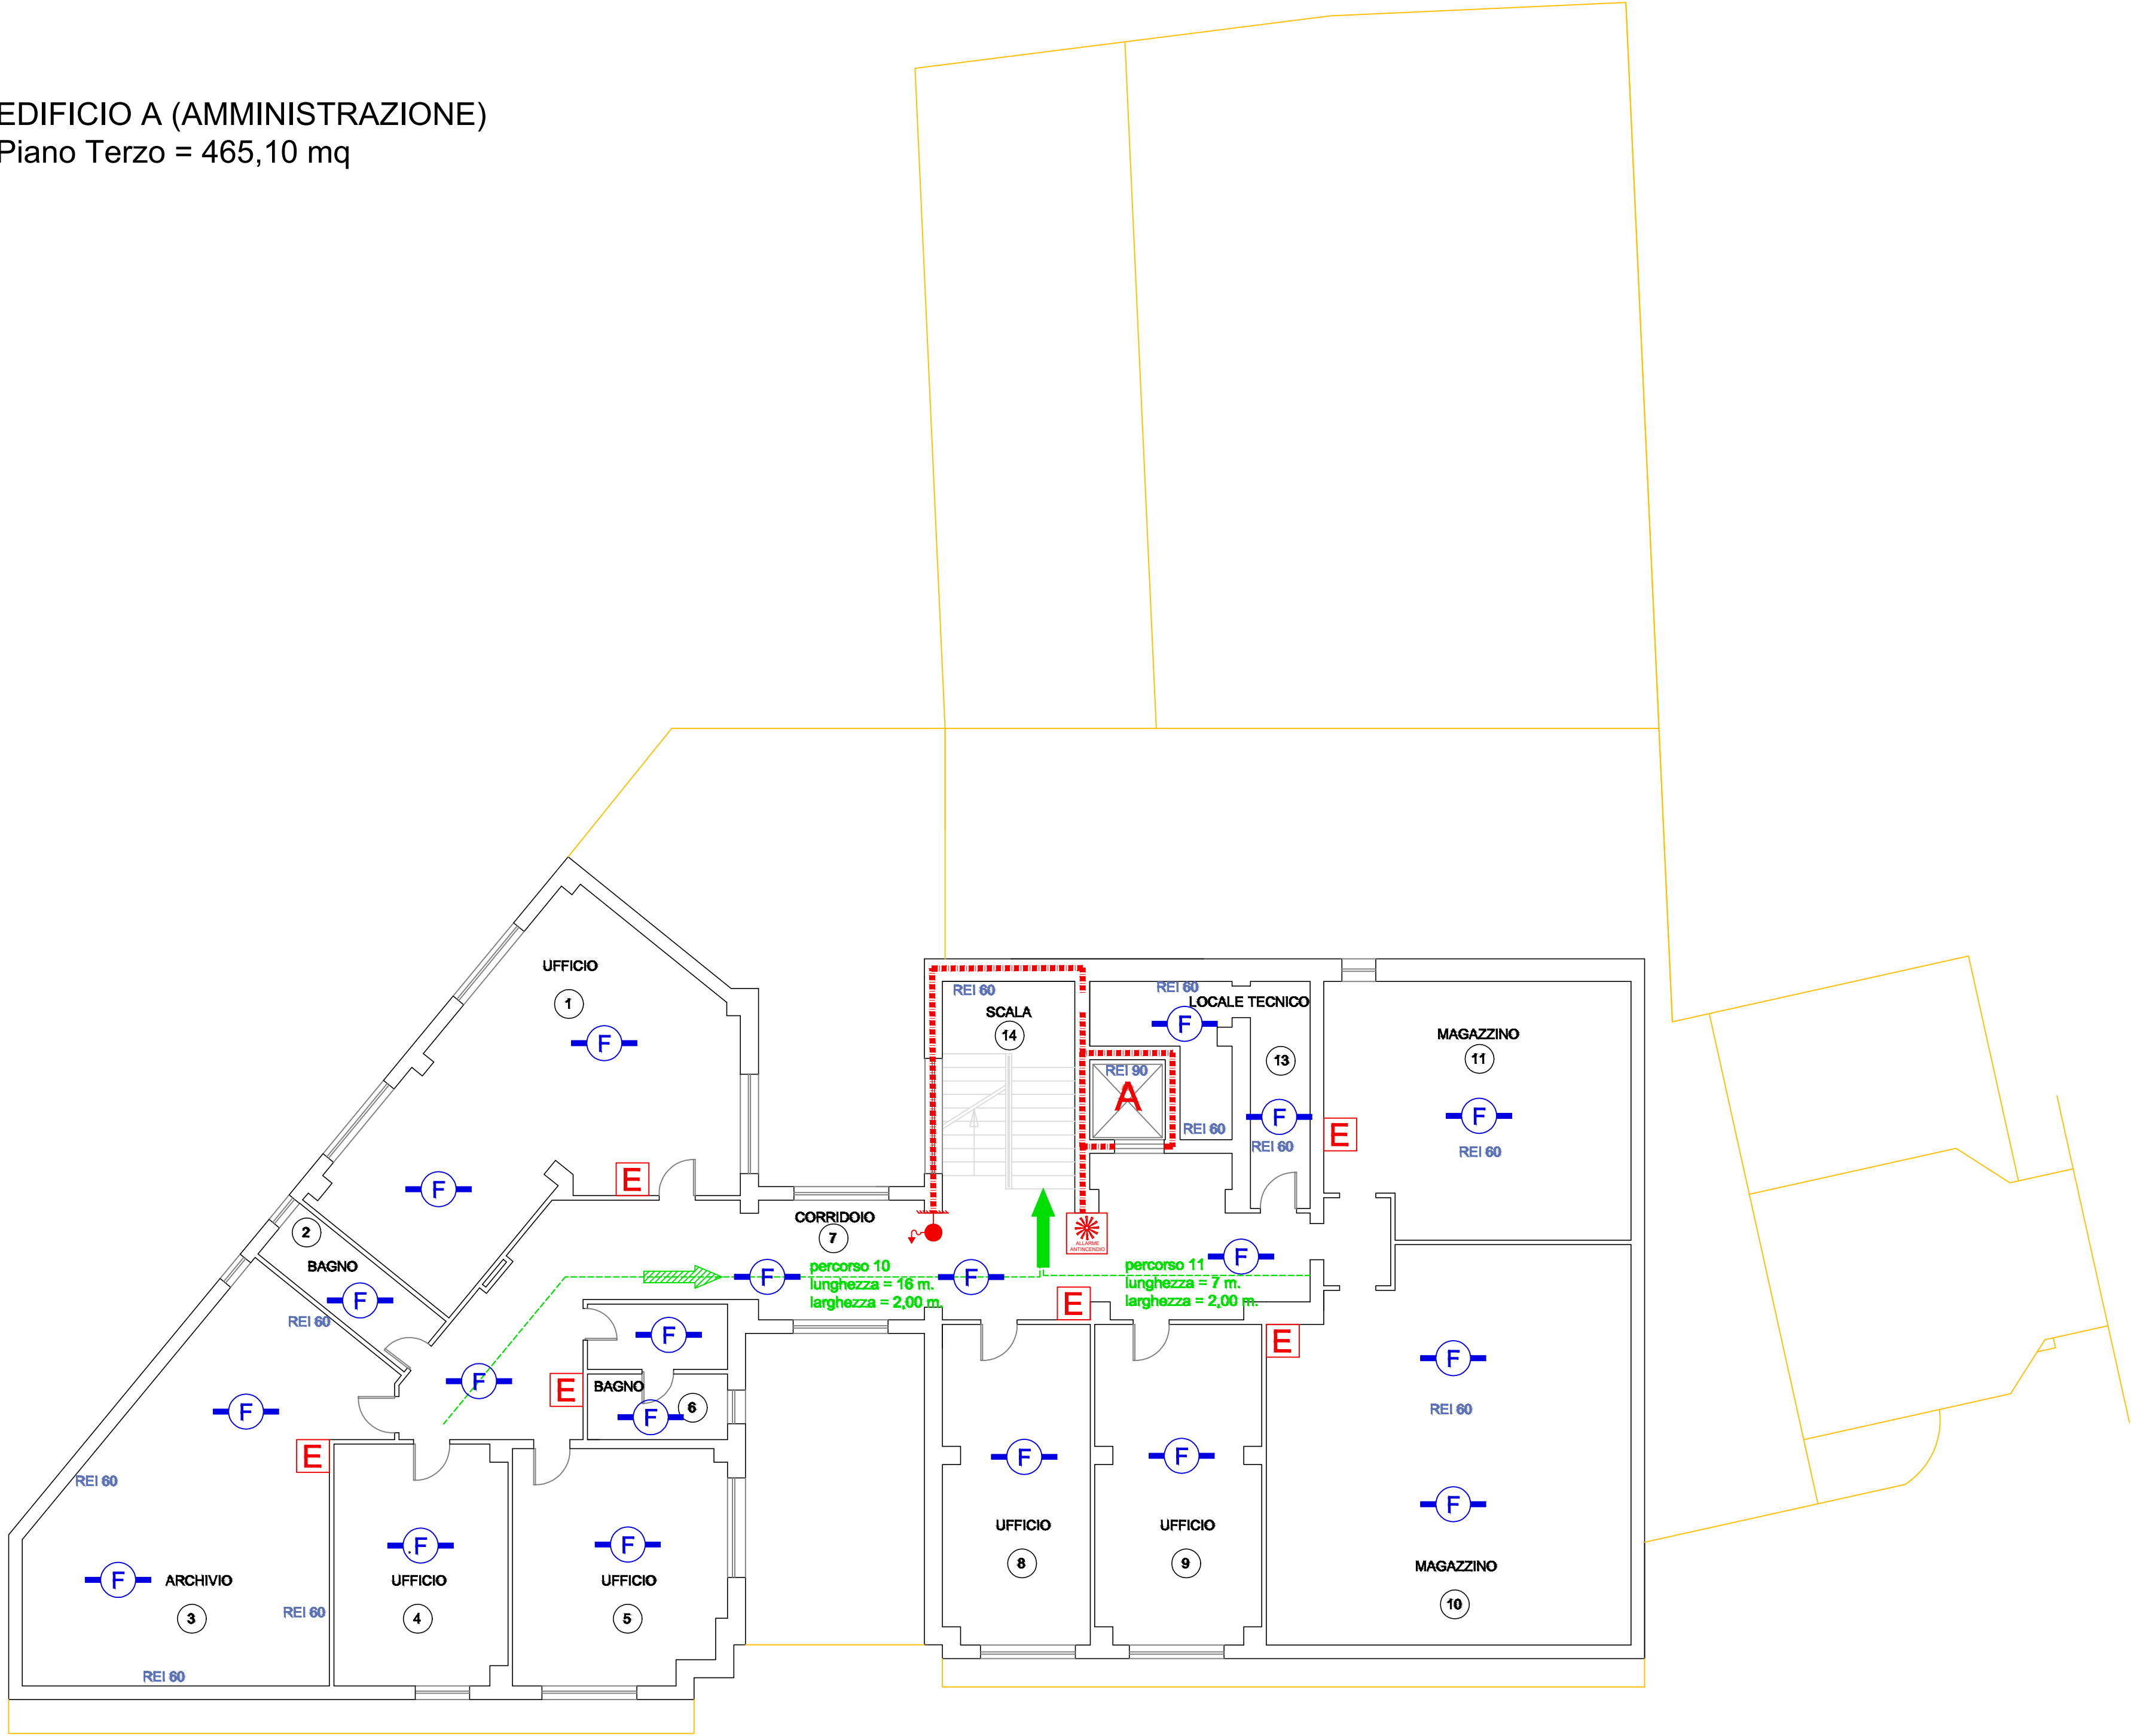 EDIFICIO A (AMMINISTRAZIONE)
Piano Terzo = 465,10 mq
UFFICIO
1
F
F
E
2
BAGNO
F
REI 60
F
REI 60
E
F
ARCHIVIO
3
REI 60
REI 60
F
UFFICIO
4
F
UFFICIO
5
F
E
F
BAGNO
6
F
CORRIDOIO
7
F
percorso 10
lunghezza = 16 m.
larghezza = 2,00 m.
F
REI 60
SCALA
14
REI 60
LOCALE TECNICO
F
13
REI 90
A
REI 60
F
REI 60
ALLARME
ANTINCENDIO
F
percorso 11
lunghezza = 7 m.
larghezza = 2,00 m.
E
E
MAGAZZINO
11
F
E
REI 60
F
UFFICIO
8
F
UFFICIO
9
F
REI 60
F
MAGAZZINO
10